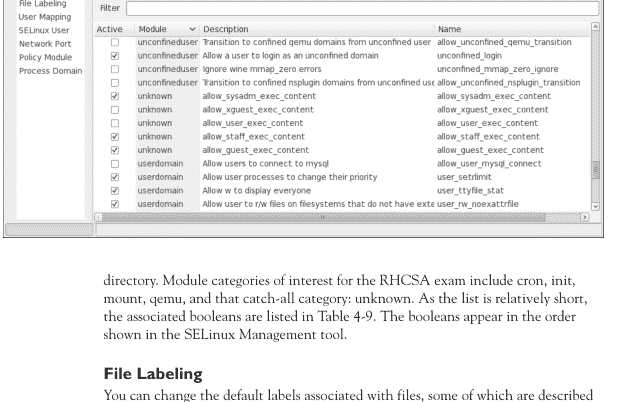 File Labeling
User Mapping
SELinux User
Network Port
Policy Module
Process Domain
Filter
Active Module Description Name
unconfineduser Transition to confined qemu domains from unconfined user allow_unconfined_qemu_transition
unconfineduser Allow a user to login as an unconfined domain unconfined_login
unconfineduser Ignore wine mmap_zero errors unconfined_mmap_zero_ignore
unconfineduser Transition to confined nsplugin domains from unconfined use allow_unconfined_nsplugin_transition
unknown allow_sysadm_exec_content allow_sysadm_exec_content
unknown allow_xguest_exec_content allow_xguest_exec_content
unknown allow_user_exec_content allow_user_exec_content
unknown allow_staff_exec_content allow_staff_exec_content
unknown allow_guest_exec_content allow_guest_exec_content
userdomain Allow users to connect to mysql allow_user_mysql_connect
userdomain Allow user processes to change their priority user_setrlimit
userdomain Allow w to display everyone user_ttyfile_stat
userdomain Allow user to r/w files on filesystems that do not have exte user_rw_noexattrfile
directory. Module categories of interest for the RHCSA exam include cron, init,
mount, qemu, and that catch-all category: unknown. As the list is relatively short,
the associated booleans are listed in Table 4-9. The booleans appear in the order
shown in the SELinux Management tool.
File Labeling
You can change the default labels associated with files, some of which are described